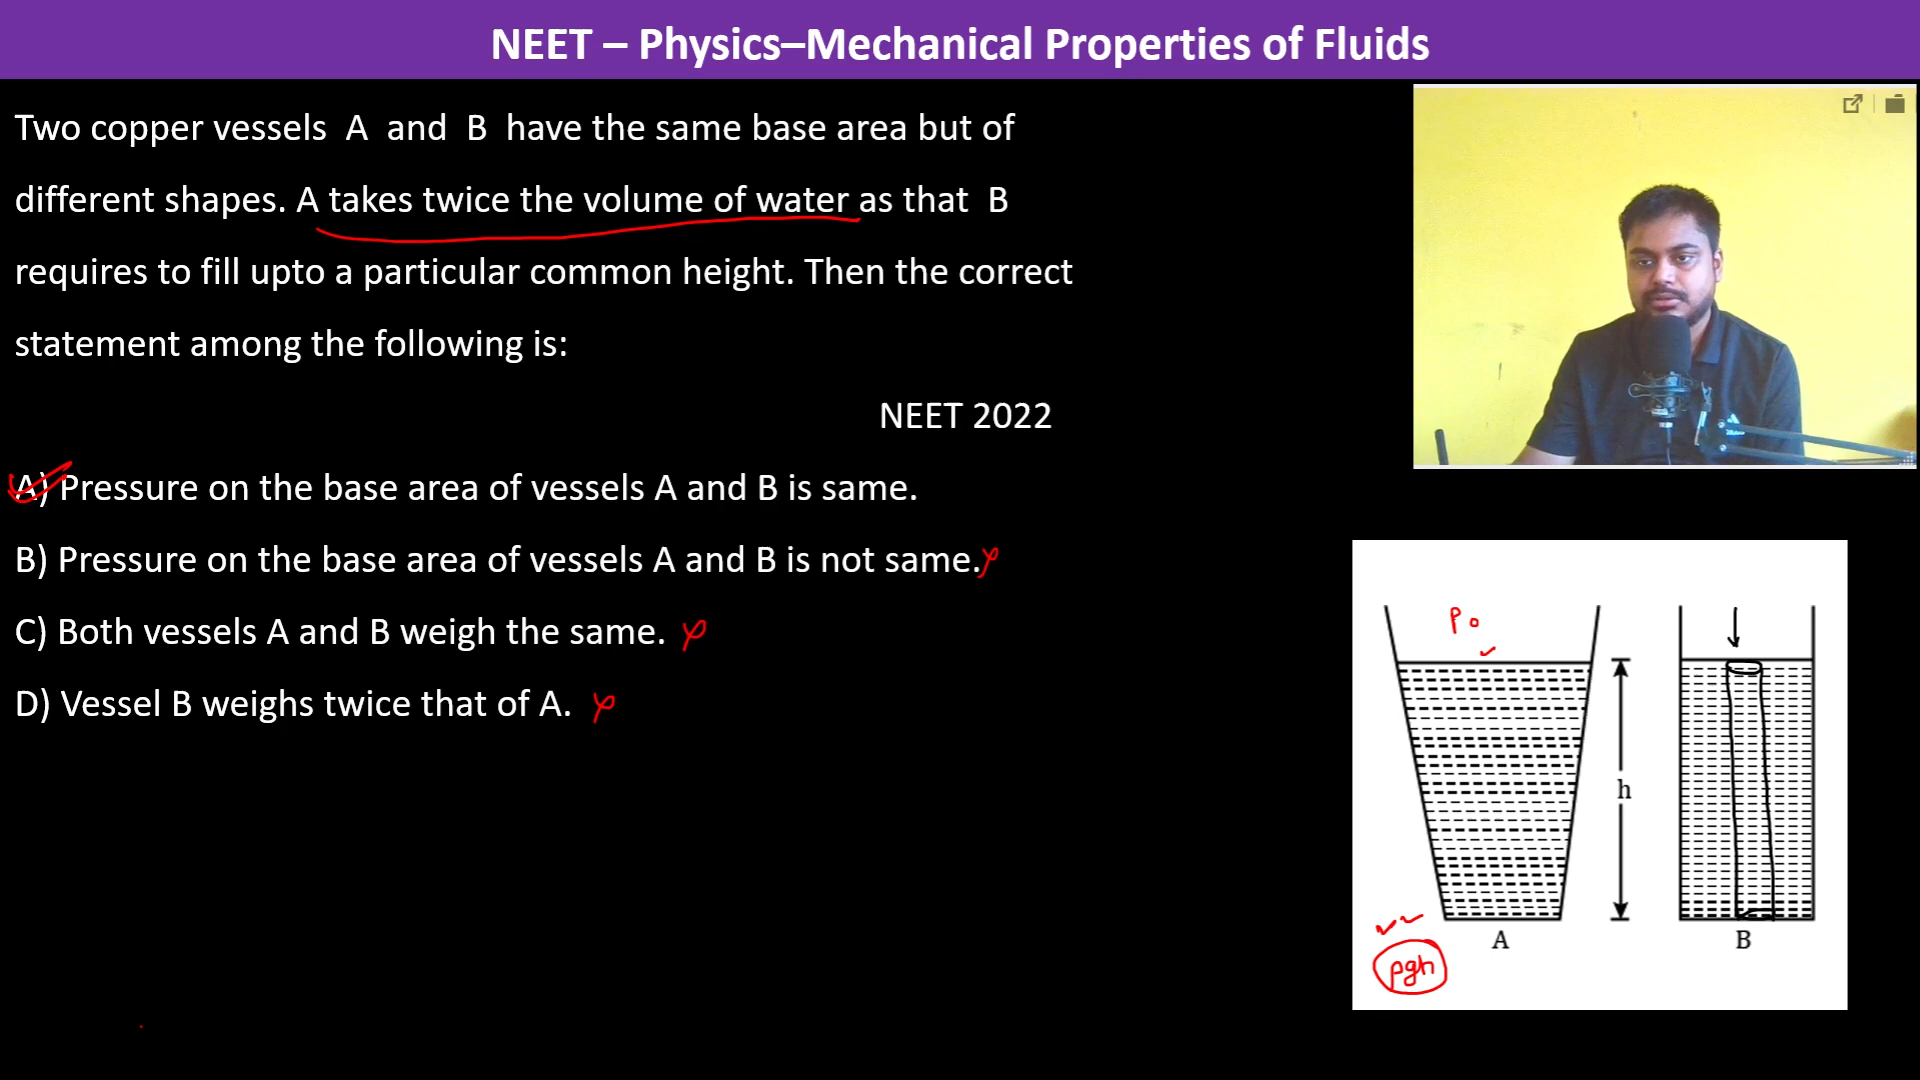 NEET – Physics–Mechanical Properties of Fluids
Two copper vessels A and B have the same base area but of
different shapes. A takes twice the volume of water as that B
requires to fill upto a particular common height. Then the correct
statement among the following is:
NEET 2022
A) Pressure on the base area of vessels A and B is same.
B) Pressure on the base area of vessels A and B is not same.
C) Both vessels A and B weigh the same.
D) Vessel B weighs twice that of A.
P₀
h
A
B
ρgh